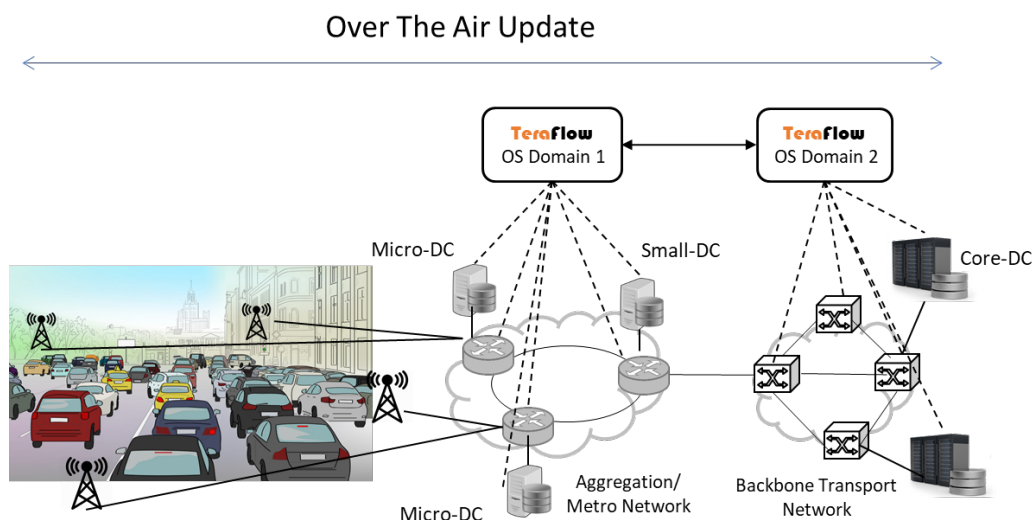 Over The Air Update
TeraFlow
OS Domain 1
TeraFlow
OS Domain 2
Micro-DC
Small-DC
Core-DC
Aggregation/
Metro Network
Backbone Transport
Network
Micro-DC